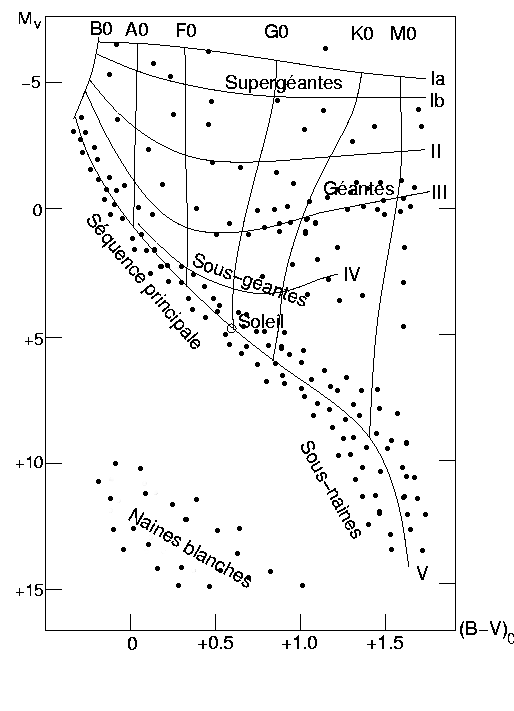 Mv
B0 A0 F0 G0 K0 M0
Ia
−5
Supergéantes
Ib
II
Géantes
III
0
Séquence principale
Sous−géantes
IV
Soleil
+5
+10
Sous−naines
Naines blanches
V
+15
0 +0.5 +1.0 +1.5
(B−V)0